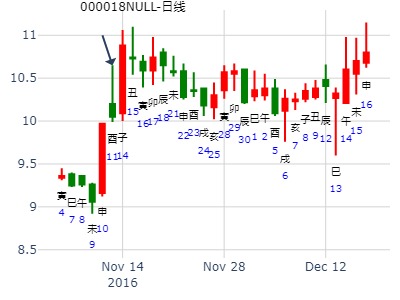 000018NULL-日线
11
10.5
10
9.5
9
8.5
寅
4
巳
7
午
8
未
9
申
10
酉
11
子
14
丑
15
寅
16
卯
17
辰
18
未
21
申
22
酉
23
戌
24
亥
25
寅
28
卯
29
辰
30
巳
1
午
2
酉
5
戌
6
亥
7
子
8
丑
9
辰
12
巳
13
午
14
未
15
申
16
Nov 14
2016
Nov 28
Dec 12